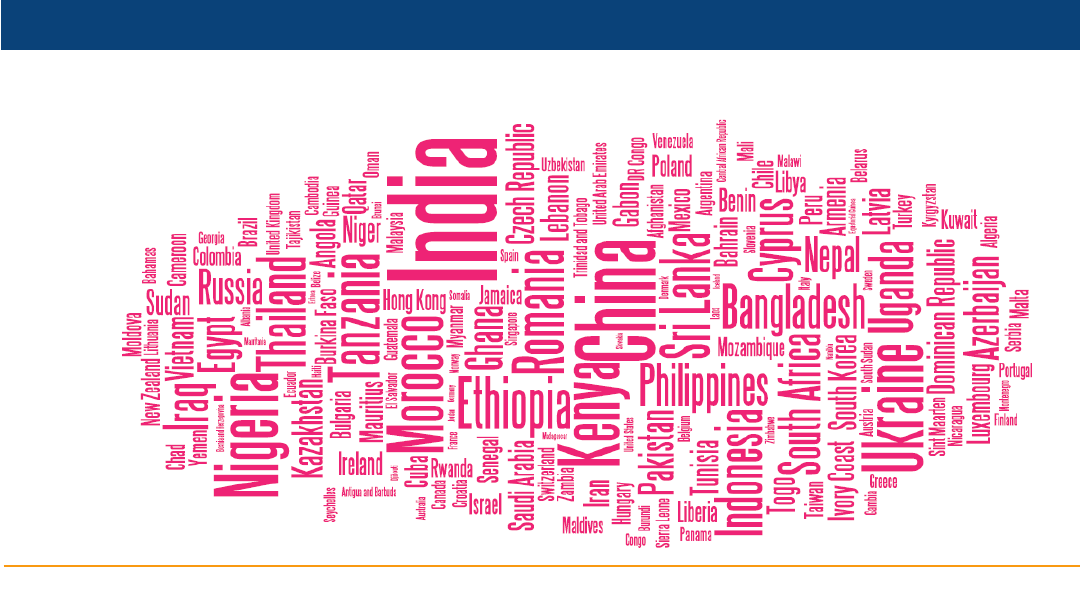 India
China
Kenya
Nigeria
Ukraine
Morocco
Ethiopia
Tanzania
Thailand
Romania
Philippines
Bangladesh
Sri Lanka
Indonesia
South Africa
Uganda
Cyprus
Nepal
Russia
Egypt
Iraq
Vietnam
Ghana
Pakistan
Azerbaijan
Dominican Republic
South Korea
Ivory Coast
Kazakhstan
Czech Republic
Lebanon
Hong Kong
Jamaica
Saudi Arabia
Niger
Qatar
Angola
Burkina Faso
Mauritius
Bulgaria
Ireland
Sudan
Cameroon
Colombia
Georgia
Brazil
United Kingdom
Tajikistan
Cambodia
Guinea
Oman
Brunei
Malaysia
Spain
Uzbekistan
Trinidad and Tobago
United Arab Emirates
Gabon
DR Congo
Afghanistan
Venezuela
Poland
Mexico
Argentina
Central African Republic
Mali
Benin
Bahrain
Slovenia
Chile
Malawi
Libya
Peru
Armenia
Belarus
Latvia
Turkey
Kyrgyzstan
Kuwait
Algeria
Malta
Serbia
Portugal
Montenegro
Finland
Luxembourg
Nicaragua
Sint Maarten
Greece
Gambia
Austria
South Sudan
Namibia
Sweden
Italy
Iceland
Denmark
Slovakia
Mozambique
Zimbabwe
Tunisia
Belgium
United States
Togo
Taiwan
Liberia
Panama
Sierra Leone
Burundi
Congo
Hungary
Iran
Maldives
Zambia
Switzerland
Madagascar
Senegal
Israel
Croatia
Canada
Australia
Rwanda
Cuba
Djibouti
France
Jordan
Germany
Norway
El Salvador
Guatemala
Myanmar
Somalia
Singapore
Antigua and Barbuda
Seychelles
Haiti
Ecuador
Belize
Albania
Mauritania
Bosnia and Herzegovina
Yemen
Chad
New Zealand
Lithuania
Moldova
Bahamas